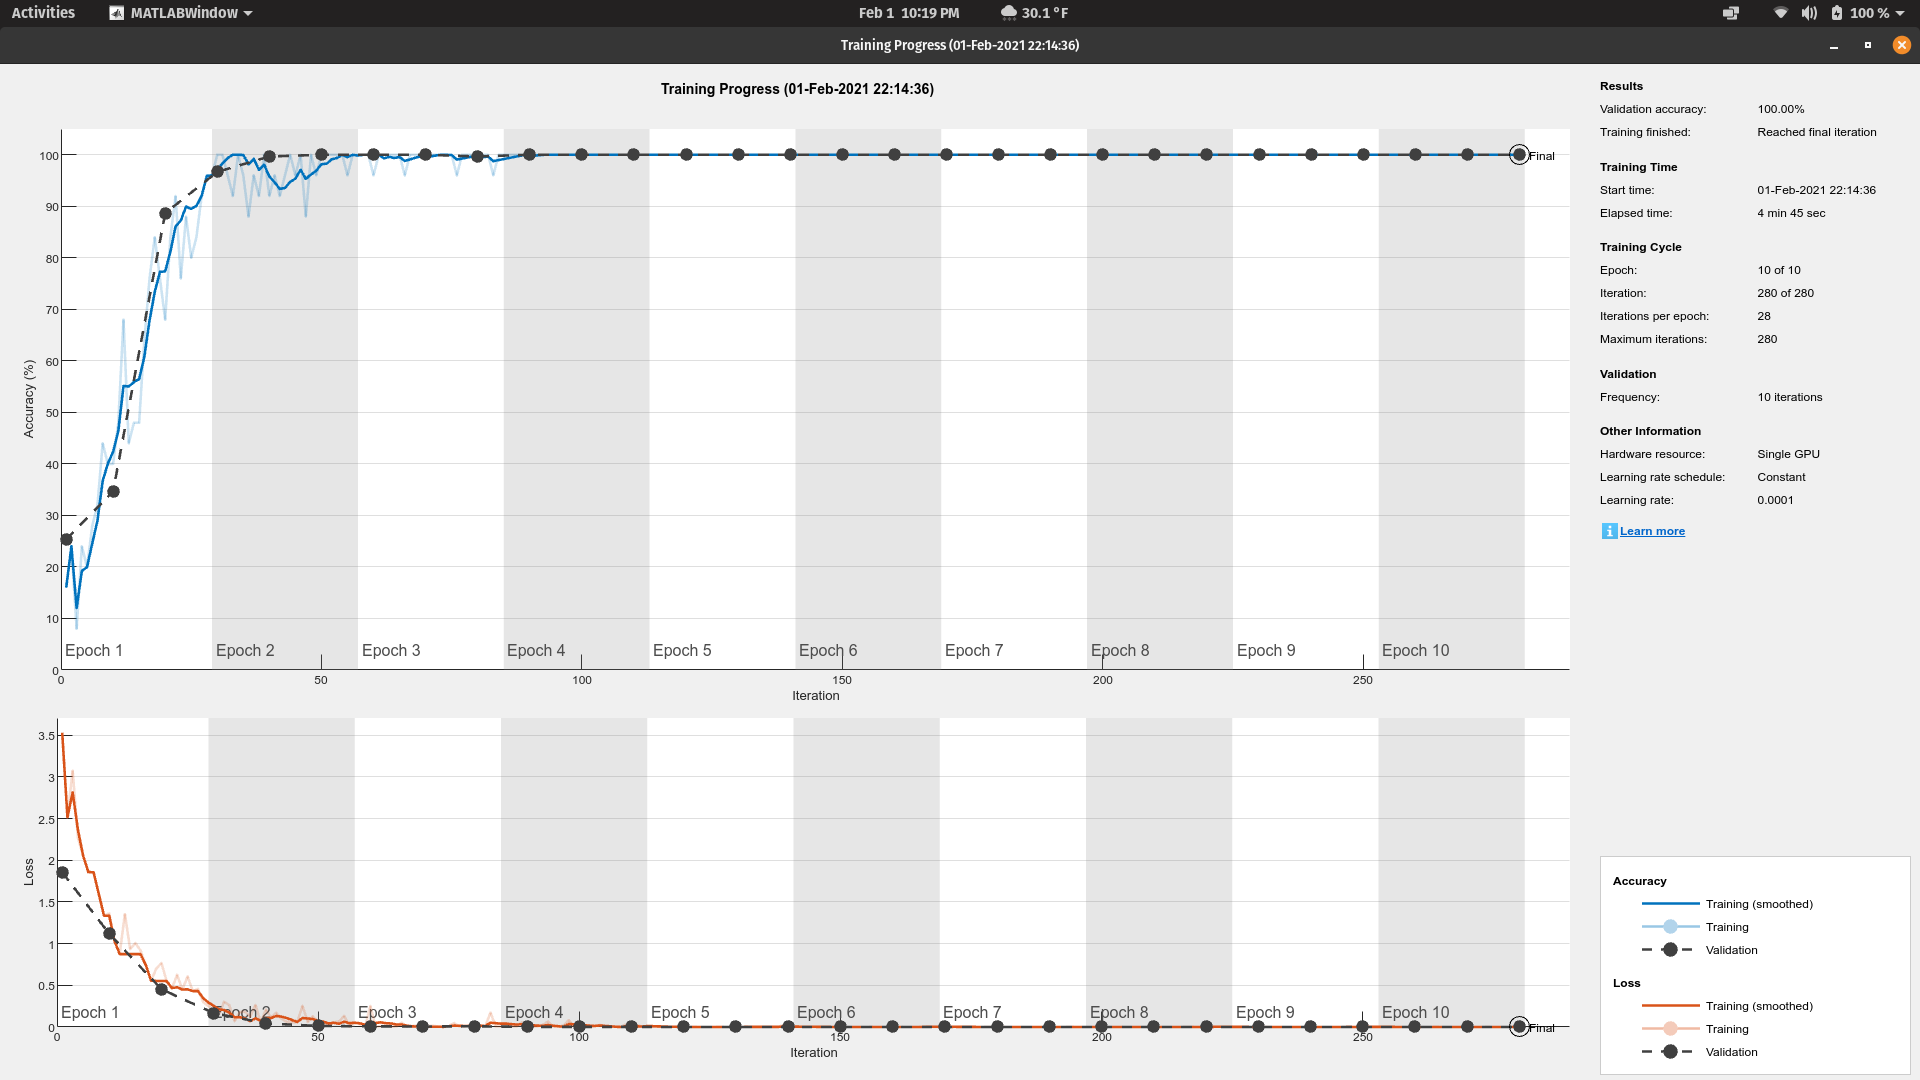 Activities MATLABWindow Feb 1 10:19 PM 30.1 °F 100 %
Training Progress (01-Feb-2021 22:14:36)
Training Progress (01-Feb-2021 22:14:36)
Accuracy (%)
100
90
80
70
60
50
40
30
20
10
0
Final
Epoch 1 Epoch 2 Epoch 3 Epoch 4 Epoch 5 Epoch 6 Epoch 7 Epoch 8 Epoch 9 Epoch 10
0 50 100 150 200 250
Iteration
Loss
3.5
3
2.5
2
1.5
1
0.5
0
Epoch 1 Epoch 2 Epoch 3 Epoch 4 Epoch 5 Epoch 6 Epoch 7 Epoch 8 Epoch 9 Epoch 10
Final
0 50 100 150 200 250
Iteration
Results
Validation accuracy: 100.00%
Training finished: Reached final iteration
Training Time
Start time: 01-Feb-2021 22:14:36
Elapsed time: 4 min 45 sec
Training Cycle
Epoch: 10 of 10
Iteration: 280 of 280
Iterations per epoch: 28
Maximum iterations: 280
Validation
Frequency: 10 iterations
Other Information
Hardware resource: Single GPU
Learning rate schedule: Constant
Learning rate: 0.0001
i Learn more
Accuracy
Training (smoothed)
Training
Validation
Loss
Training (smoothed)
Training
Validation